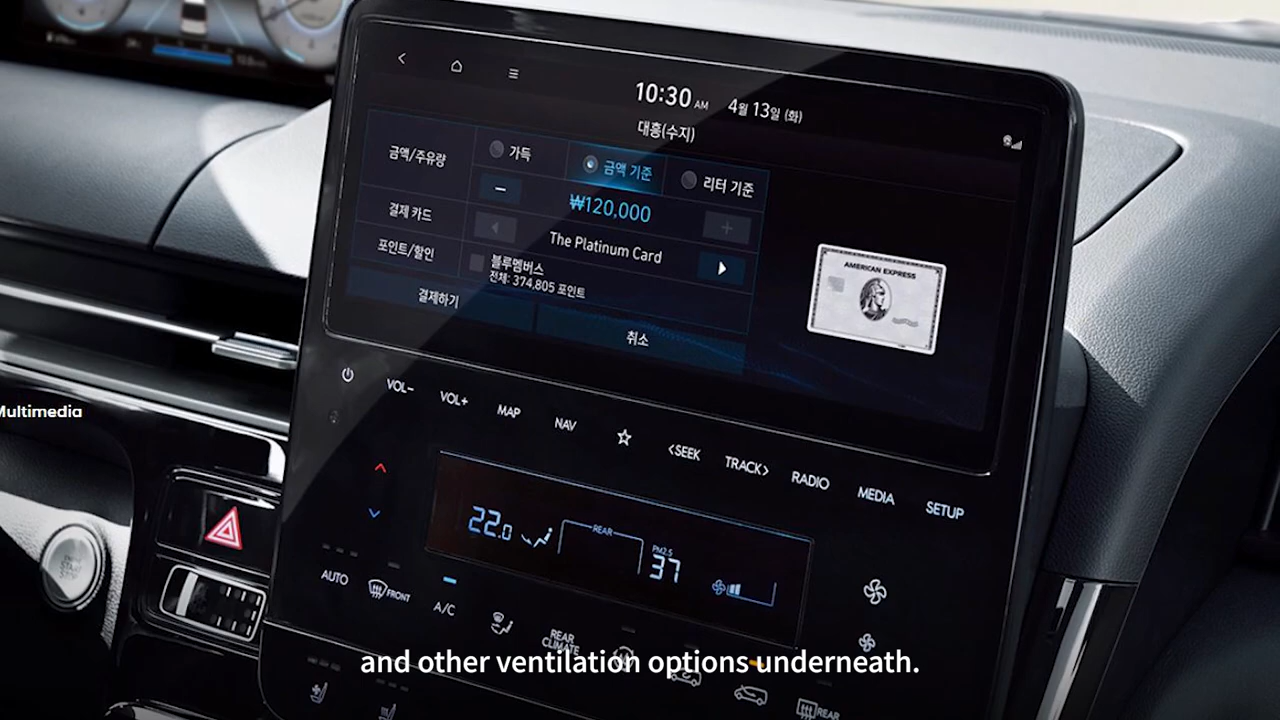 10:30 AM 4월 13일 (화)
대흥(수지)
금액/주유량
가득
금액 기준
리터 기준
₩120,000
결제 카드
The Platinum Card
포인트/할인
블루멤버스
전체: 374,805 포인트
결제하기
취소
AMERICAN EXPRESS
VOL-
VOL+
MAP
NAV
<SEEK
TRACK>
RADIO
MEDIA
SETUP
Multimedia
22.0
REAR
PM2.5
37
AUTO
FRONT
A/C
REAR
CLIMATE
REAR
and other ventilation options underneath.